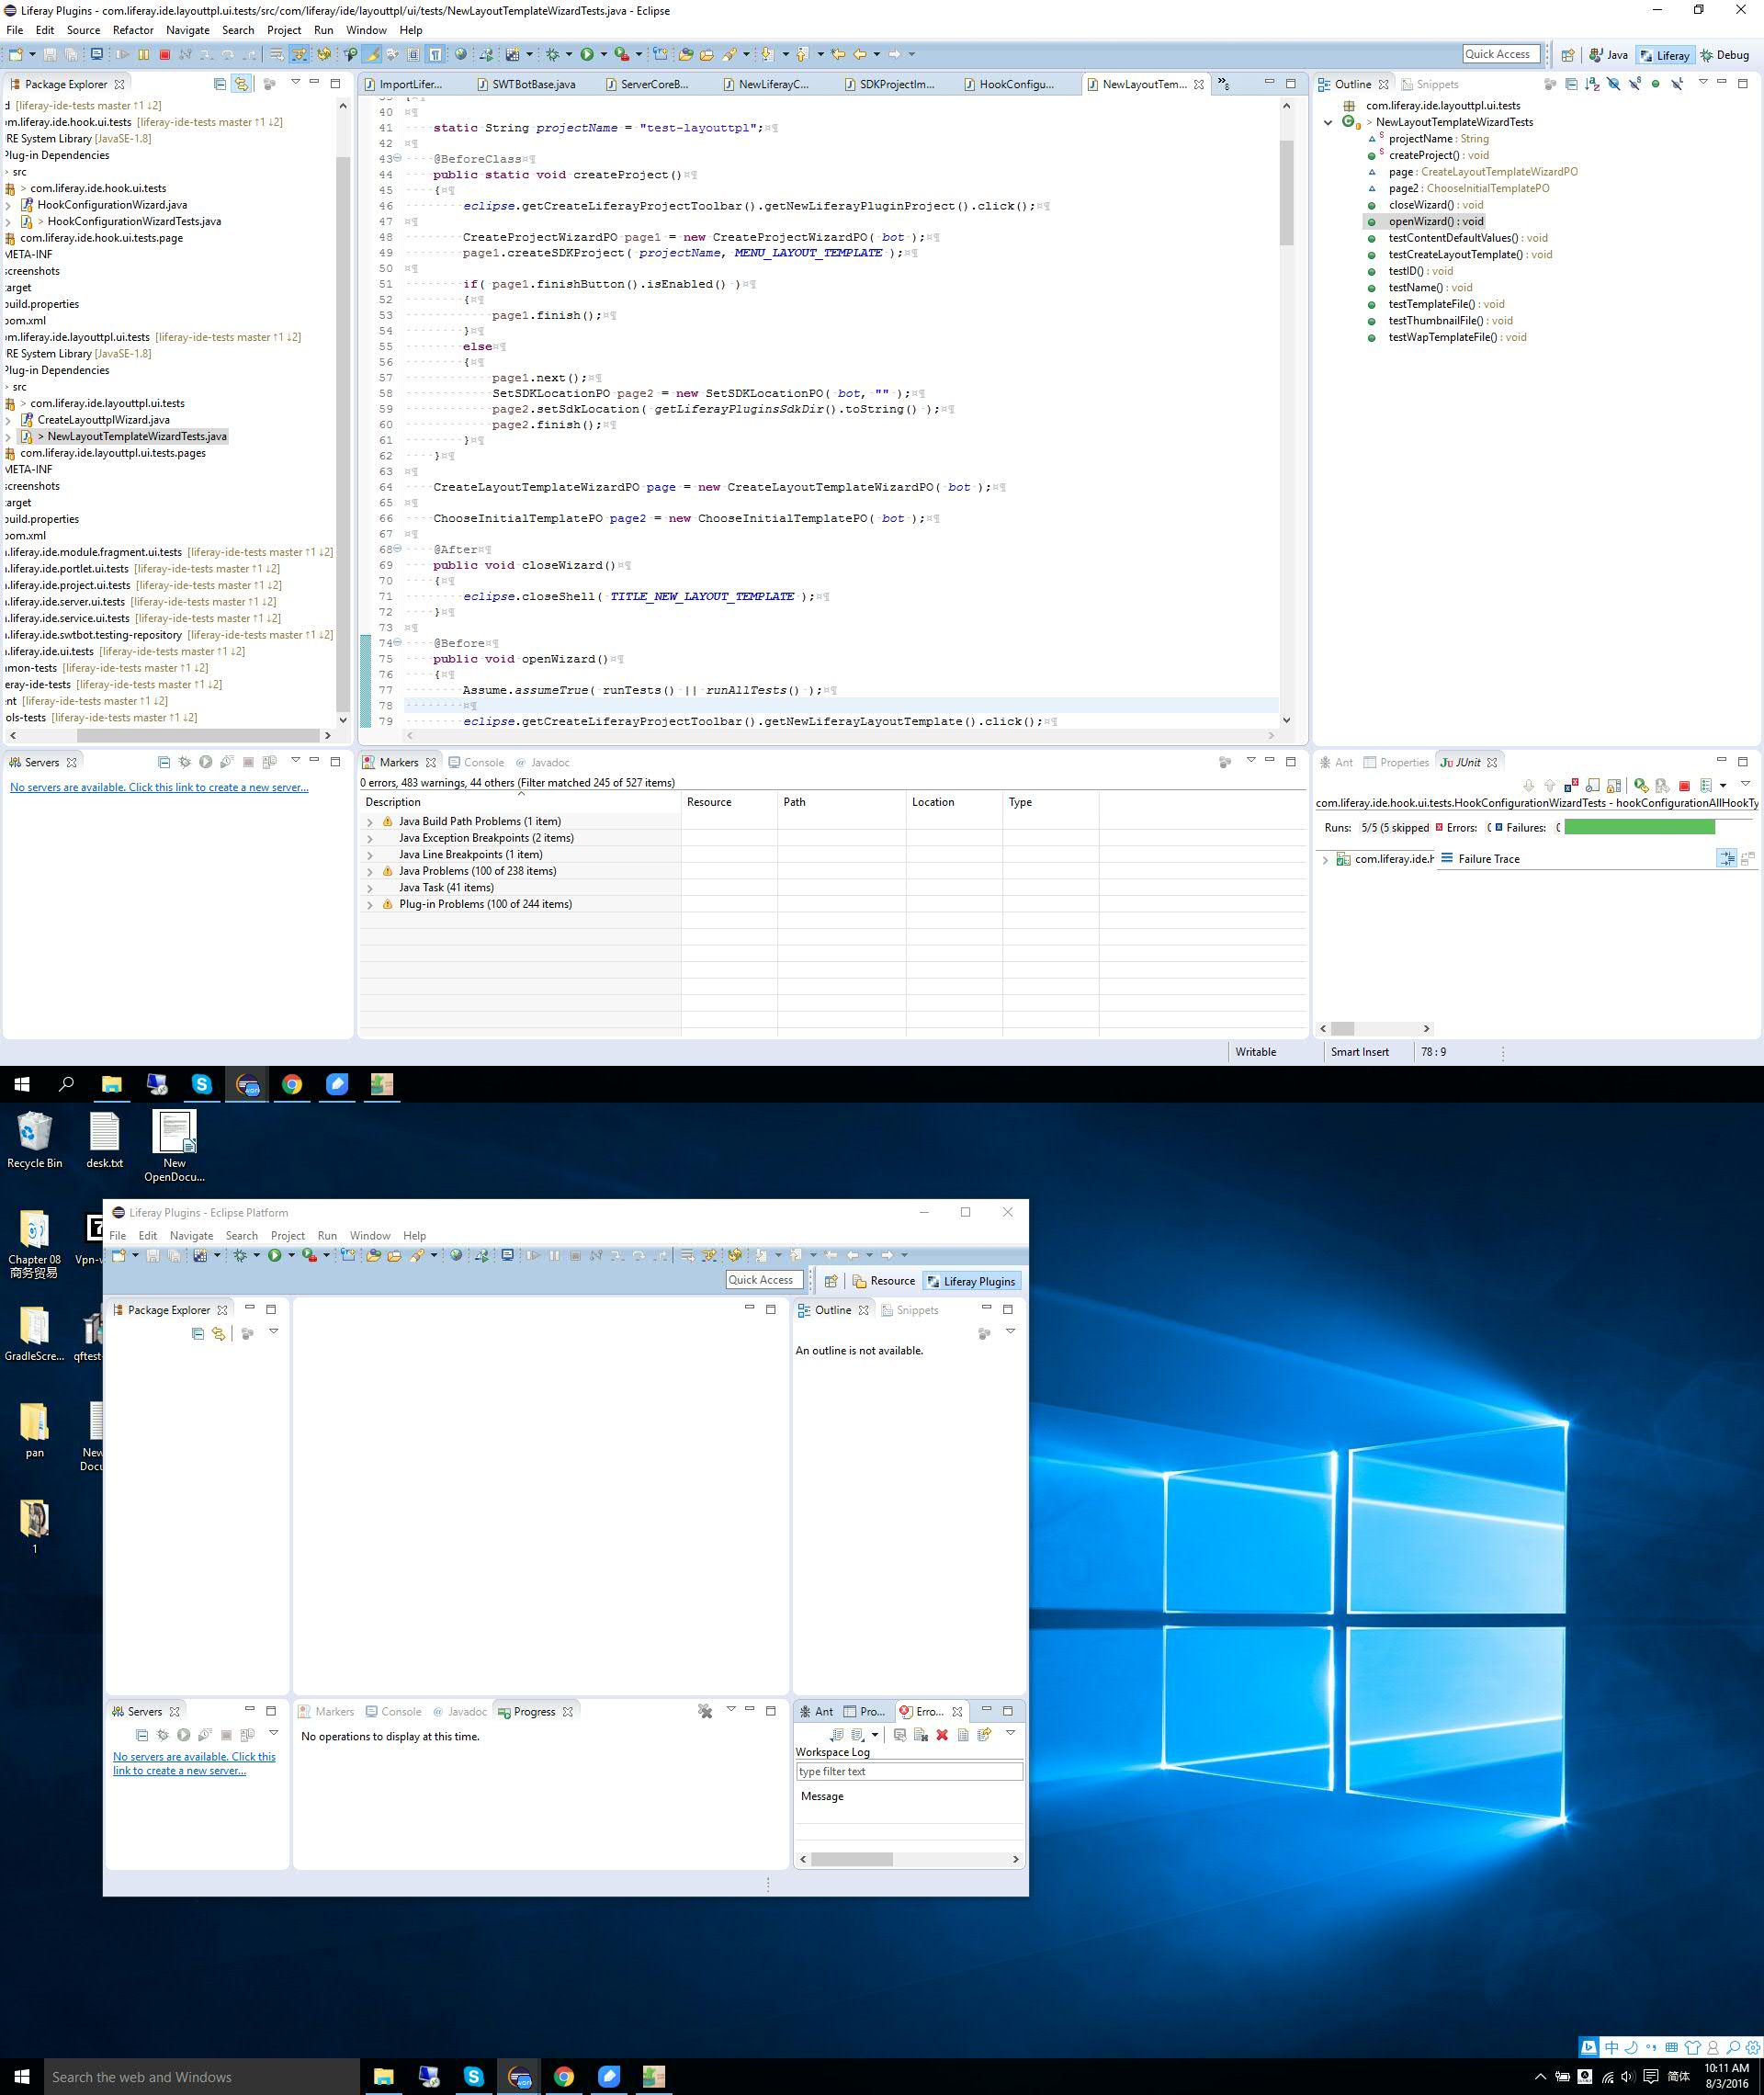 Liferay Plugins - com.liferay.ide.layouttpl.ui.tests/src/com/liferay/ide/layouttpl/ui/tests/NewLayoutTemplateWizardTests.java - Eclipse
File Edit Source Refactor Navigate Search Project Run Window Help
Quick Access Java Liferay Debug
Package Explorer
d [liferay-ide-tests master ↑1 ↓2]
m.liferay.ide.hook.ui.tests [liferay-ide-tests master ↑1 ↓2]
RE System Library [JavaSE-1.8]
Plug-in Dependencies
> src
> com.liferay.ide.hook.ui.tests
HookConfigurationWizard.java
> HookConfigurationWizardTests.java
com.liferay.ide.hook.ui.tests.page
META-INF
screenshots
target
build.properties
pom.xml
m.liferay.ide.layouttpl.ui.tests [liferay-ide-tests master ↑1 ↓2]
RE System Library [JavaSE-1.8]
Plug-in Dependencies
> src
> com.liferay.ide.layouttpl.ui.tests
CreateLayouttplWizard.java
> NewLayoutTemplateWizardTests.java
com.liferay.ide.layouttpl.ui.tests.pages
META-INF
screenshots
target
build.properties
pom.xml
.liferay.ide.module.fragment.ui.tests [liferay-ide-tests master ↑1 ↓2]
.liferay.ide.portlet.ui.tests [liferay-ide-tests master ↑1 ↓2]
.liferay.ide.project.ui.tests [liferay-ide-tests master ↑1 ↓2]
.liferay.ide.server.ui.tests [liferay-ide-tests master ↑1 ↓2]
.liferay.ide.service.ui.tests [liferay-ide-tests master ↑1 ↓2]
.liferay.ide.swtbot.testing-repository [liferay-ide-tests master ↑1 ↓2]
.liferay.ide.ui.tests [liferay-ide-tests master ↑1 ↓2]
mmon-tests [liferay-ide-tests master ↑1 ↓2]
eray-ide-tests [liferay-ide-tests master ↑1 ↓2]
ent [liferay-ide-tests master ↑1 ↓2]
ols-tests [liferay-ide-tests master ↑1 ↓2]
ImportLifer... SWTBotBase.java ServerCoreB... NewLiferayC... SDKProjectIm... HookConfigu... NewLayoutTem... »5
39 {
40
41 static String projectName = "test-layouttpl";
42
43 @BeforeClass
44 public static void createProject()
45 {
46 eclipse.getCreateLiferayProjectToolbar().getNewLiferayPluginProject().click();
47
48 CreateProjectWizardPO page1 = new CreateProjectWizardPO( bot );
49 page1.createSDKProject( projectName, MENU_LAYOUT_TEMPLATE );
50
51 if( page1.finishButton().isEnabled() )
52 {
53 page1.finish();
54 }
55 else
56 {
57 page1.next();
58 SetSDKLocationPO page2 = new SetSDKLocationPO( bot, "" );
59 page2.setSdkLocation( getLiferayPluginsSdkDir().toString() );
60 page2.finish();
61 }
62 }
63
64 CreateLayoutTemplateWizardPO page = new CreateLayoutTemplateWizardPO( bot );
65
66 ChooseInitialTemplatePO page2 = new ChooseInitialTemplatePO( bot );
67
68 @After
69 public void closeWizard()
70 {
71 eclipse.closeShell( TITLE_NEW_LAYOUT_TEMPLATE );
72 }
73
74 @Before
75 public void openWizard()
76 {
77 Assume.assumeTrue( runTests() || runAllTests() );
78
79 eclipse.getCreateLiferayProjectToolbar().getNewLiferayLayoutTemplate().click();
Outline Snippets
com.liferay.ide.layouttpl.ui.tests
> NewLayoutTemplateWizardTests
projectName : String
createProject() : void
page : CreateLayoutTemplateWizardPO
page2 : ChooseInitialTemplatePO
closeWizard() : void
openWizard() : void
testContentDefaultValues() : void
testCreateLayoutTemplate() : void
testID() : void
testName() : void
testTemplateFile() : void
testThumbnailFile() : void
testWapTemplateFile() : void
Servers
No servers are available. Click this link to create a new server...
Markers Console Javadoc
0 errors, 483 warnings, 44 others (Filter matched 245 of 527 items)
Description Resource Path Location Type
Java Build Path Problems (1 item)
Java Exception Breakpoints (2 items)
Java Line Breakpoints (1 item)
Java Problems (100 of 238 items)
Java Task (41 items)
Plug-in Problems (100 of 244 items)
Ant Properties JUnit
com.liferay.ide.hook.ui.tests.HookConfigurationWizardTests - hookConfigurationAllHookTy
Runs: 5/5 (5 skipped Errors: Failures:
com.liferay.ide.h Failure Trace
Writable Smart Insert 78 : 9
Recycle Bin desk.txt New OpenDocu...
Chapter 08 商务贸易
Vpn-v
GradleScre... qftest-
pan New Docu
1
Liferay Plugins - Eclipse Platform
File Edit Navigate Search Project Run Window Help
Quick Access Resource Liferay Plugins
Package Explorer
Outline Snippets
An outline is not available.
Servers
No servers are available. Click this link to create a new server...
Markers Console Javadoc Progress
No operations to display at this time.
Ant Pro... Erro...
Workspace Log
type filter text
Message
中
Search the web and Windows
简体
10:11 AM
8/3/2016